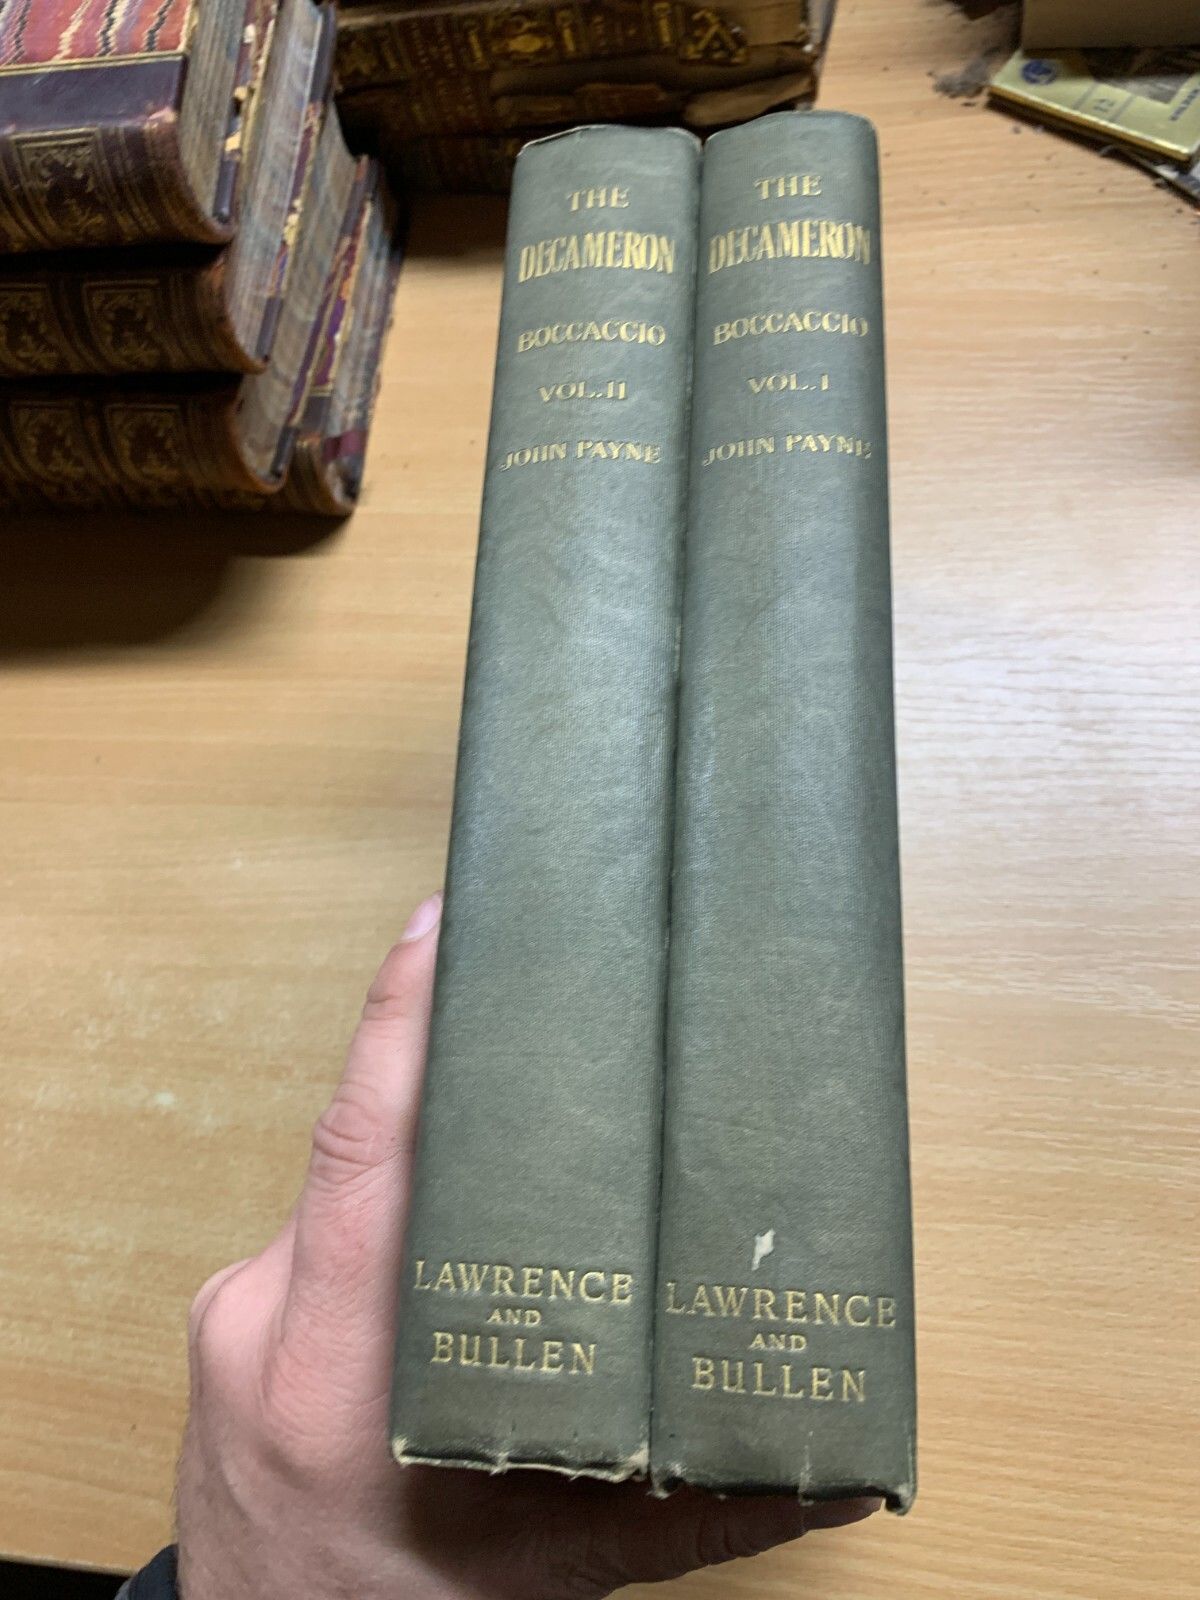 THE
DECAMERON
BOCCACCIO
VOL.II
JOHN PAYNE
LAWRENCE
AND
BULLEN
THE
DECAMERON
BOCCACCIO
VOL.I
JOHN PAYNE
LAWRENCE
AND
BULLEN